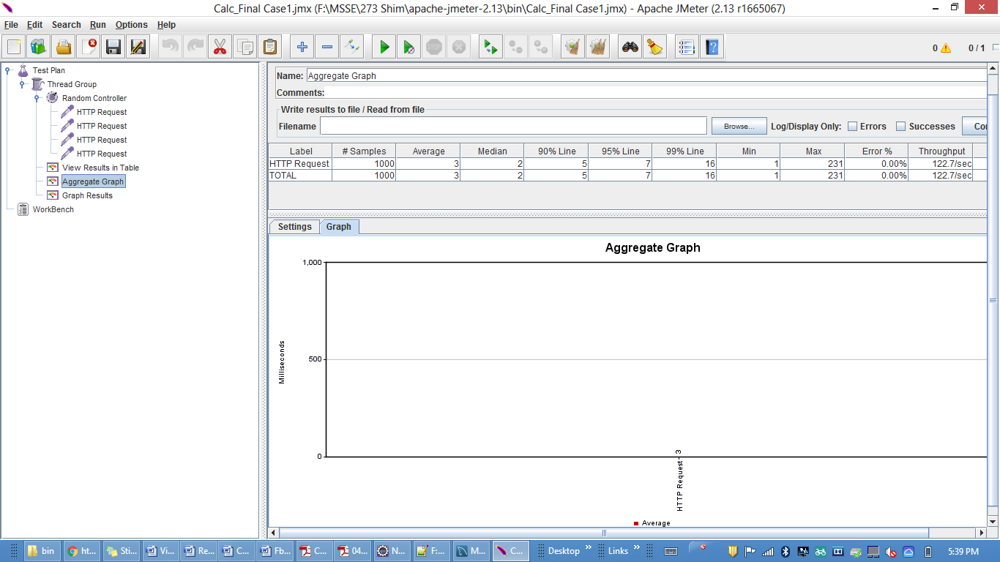 Calc_Final Case1.jmx (F:\MSSE\273 Shim\apache-jmeter-2.13\bin\Calc_Final Case1.jmx) - Apache JMeter (2.13 r1665067)
File Edit Search Run Options Help
0 0 / 1
Test Plan
Thread Group
Random Controller
HTTP Request
HTTP Request
HTTP Request
HTTP Request
View Results in Table
Aggregate Graph
Graph Results
WorkBench
Name: Aggregate Graph
Comments:
Write results to file / Read from file
Filename Browse... Log/Display Only: Errors Successes Co
Label # Samples Average Median 90% Line 95% Line 99% Line Min Max Error % Throughput
HTTP Request 1000 3 2 5 7 16 1 231 0.00% 122.7/sec
TOTAL 1000 3 2 5 7 16 1 231 0.00% 122.7/sec
Settings Graph
Aggregate Graph
1,000
500
0
Milliseconds
3
HTTP Request
Average
bin ht... Sti... Vi... Re... C... Fb... C... 04... N... F:... M... C... Desktop » Links » 5:39 PM